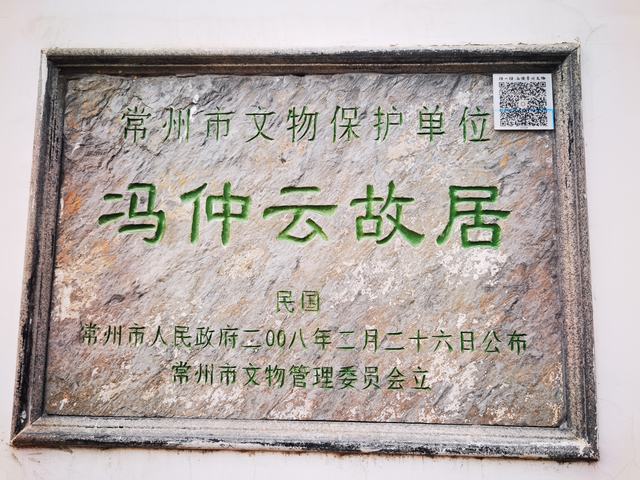 常州市文物保护单位
冯仲云故居
民国
常州市人民政府二00八年二月二十六日公布
常州市文物管理委员会立